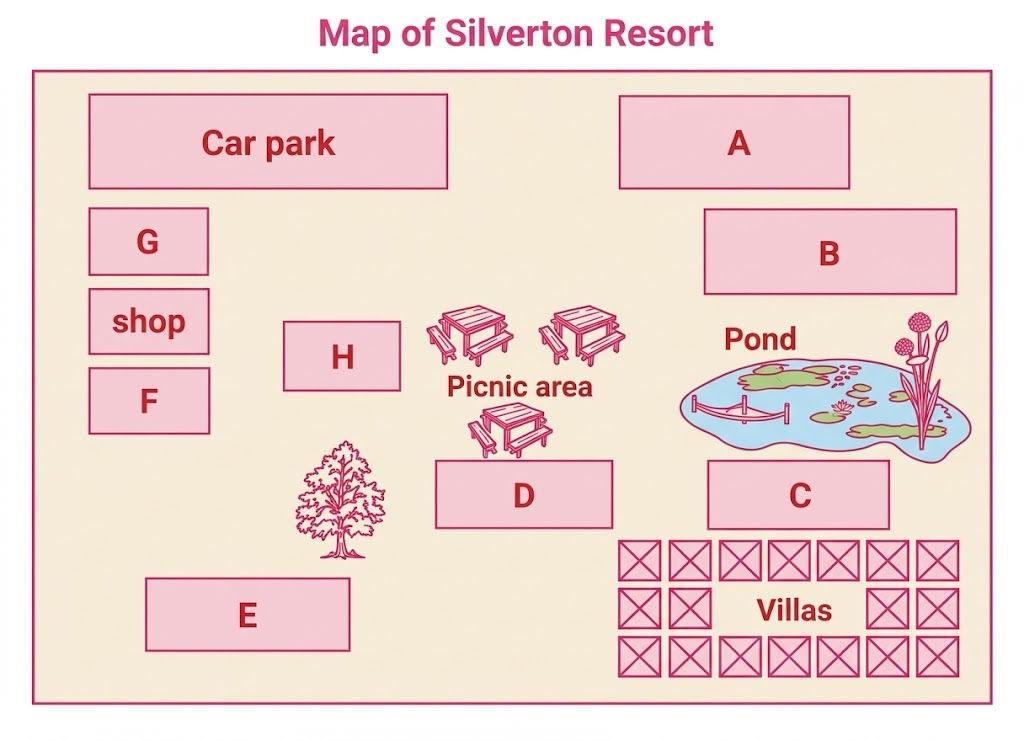 Map of Silverton Resort
Car park
A
G
B
shop
H
Pond
F
Picnic area
D
C
E
Villas